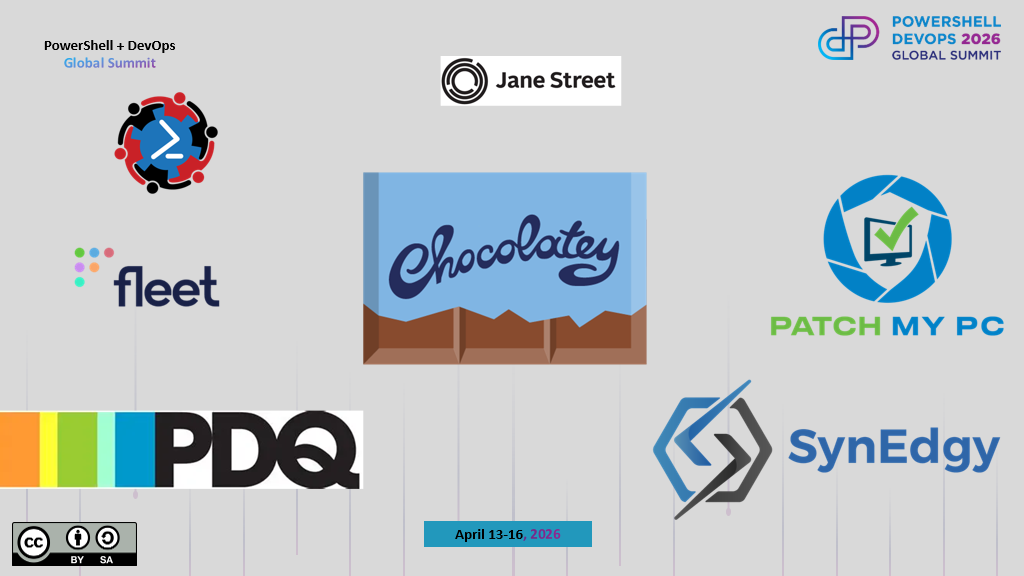 PowerShell + DevOps
Global Summit
POWERSHELL
DEVOPS 2026
GLOBAL SUMMIT
Jane Street
Chocolatey
fleet
PATCH MY PC
PDQ
SynEdgy
April 13-16, 2026
cc
BY SA